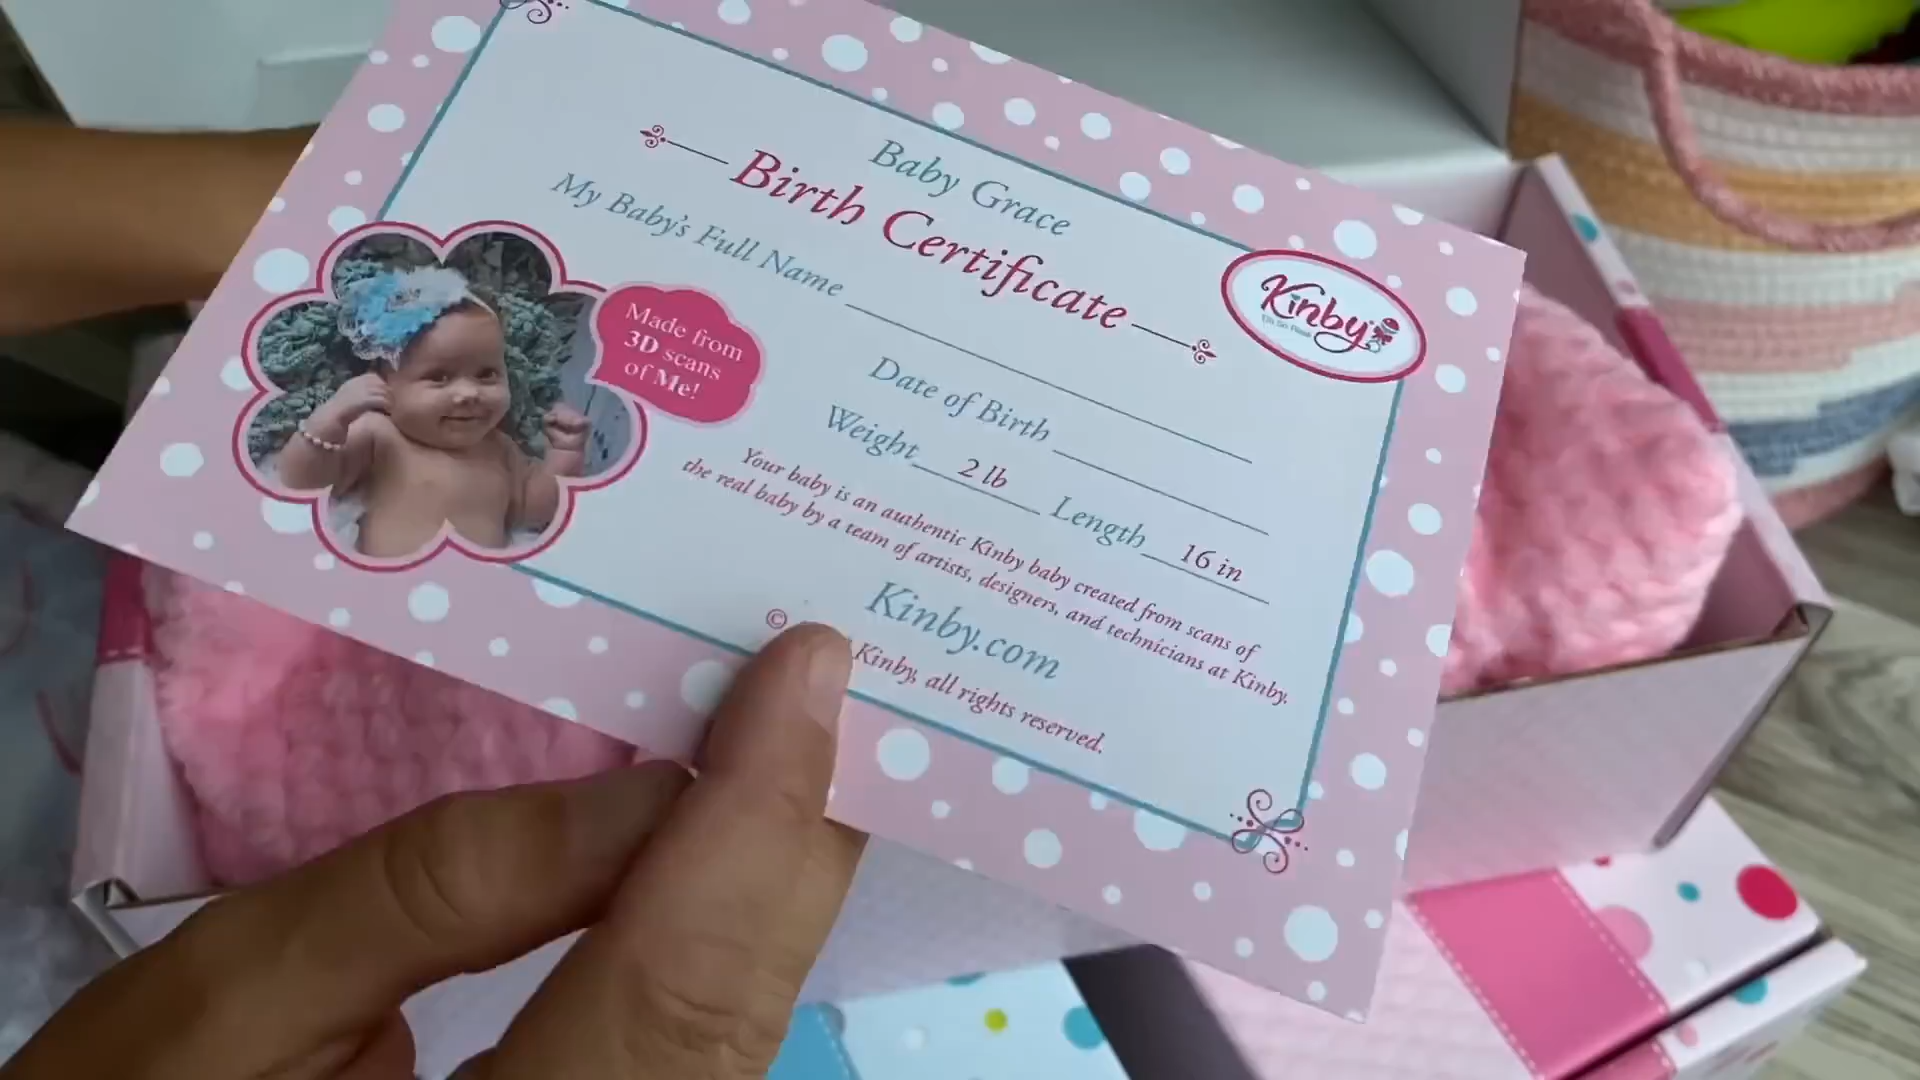 Baby Grace
Birth Certificate
My Baby's Full Name
Kinby
Made from
3D scans
of Me!
Date of Birth
Weight 2 lb Length 16 in
Your baby is an authentic Kinby baby created from scans of
the real baby by a team of artists, designers, and technicians at Kinby.
Kinby.com
© Kinby, all rights reserved.